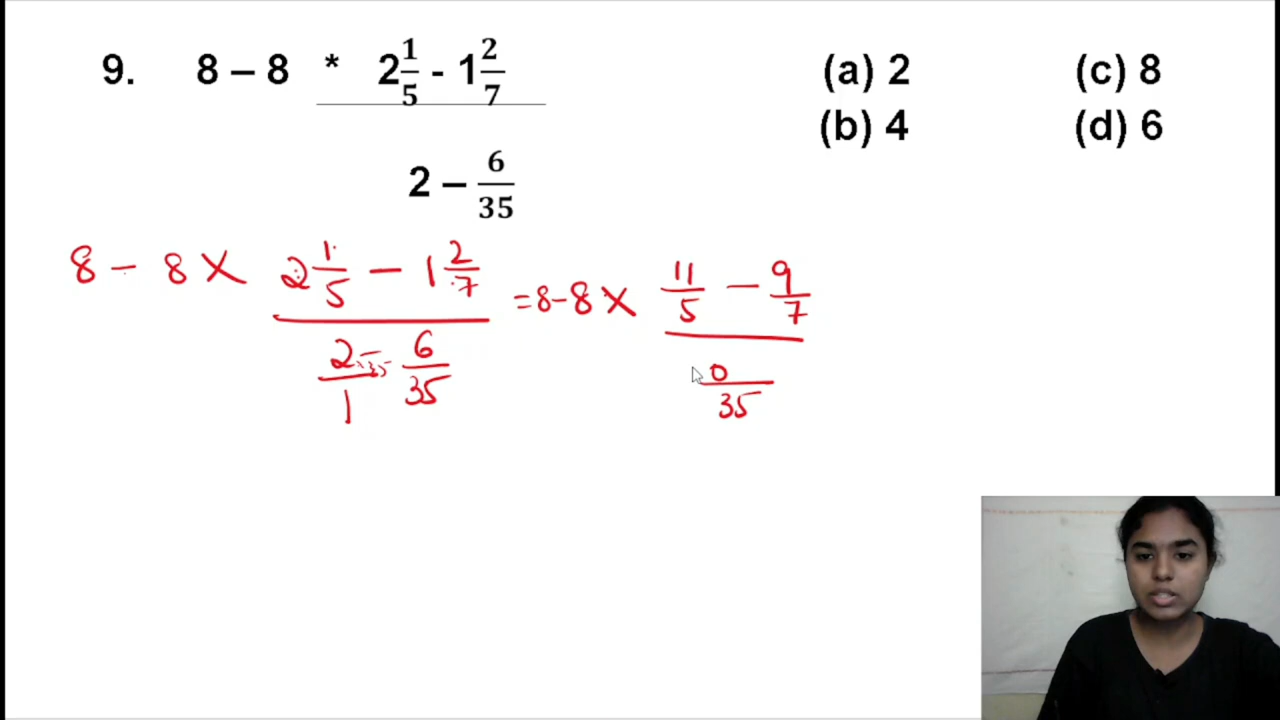 9. 8 – 8 * 2 1/5 - 1 2/7 (a) 2 (c) 8
(b) 4 (d) 6
2 – 6/35
8 – 8 × 2 1/5 – 1 2/7 = 8-8 × 11/5 – 9/7
2/1 ×35 - 6/35 0/35